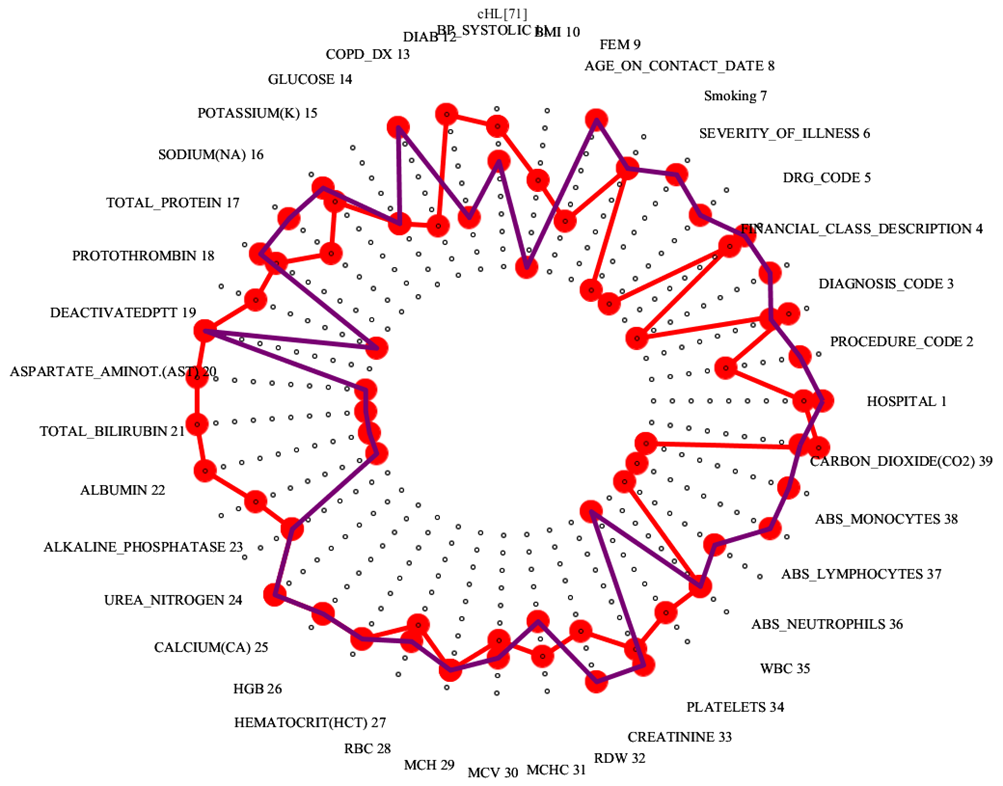 cHL[71]
BP_SYSTOLIC 11
BMI 10
DIAB 12
FEM 9
COPD_DX 13
AGE_ON_CONTACT_DATE 8
GLUCOSE 14
Smoking 7
POTASSIUM(K) 15
SEVERITY_OF_ILLNESS 6
SODIUM(NA) 16
DRG_CODE 5
TOTAL_PROTEIN 17
FINANCIAL_CLASS_DESCRIPTION 4
PROTOTHROMBIN 18
DIAGNOSIS_CODE 3
DEACTIVATEDPTT 19
PROCEDURE_CODE 2
ASPARTATE_AMINOT.(AST) 20
HOSPITAL 1
TOTAL_BILIRUBIN 21
CARBON_DIOXIDE(CO2) 39
ALBUMIN 22
ABS_MONOCYTES 38
ALKALINE_PHOSPHATASE 23
ABS_LYMPHOCYTES 37
UREA_NITROGEN 24
ABS_NEUTROPHILS 36
CALCIUM(CA) 25
WBC 35
HGB 26
PLATELETS 34
HEMATOCRIT(HCT) 27
CREATININE 33
RBC 28
RDW 32
MCH 29
MCV 30
MCHC 31